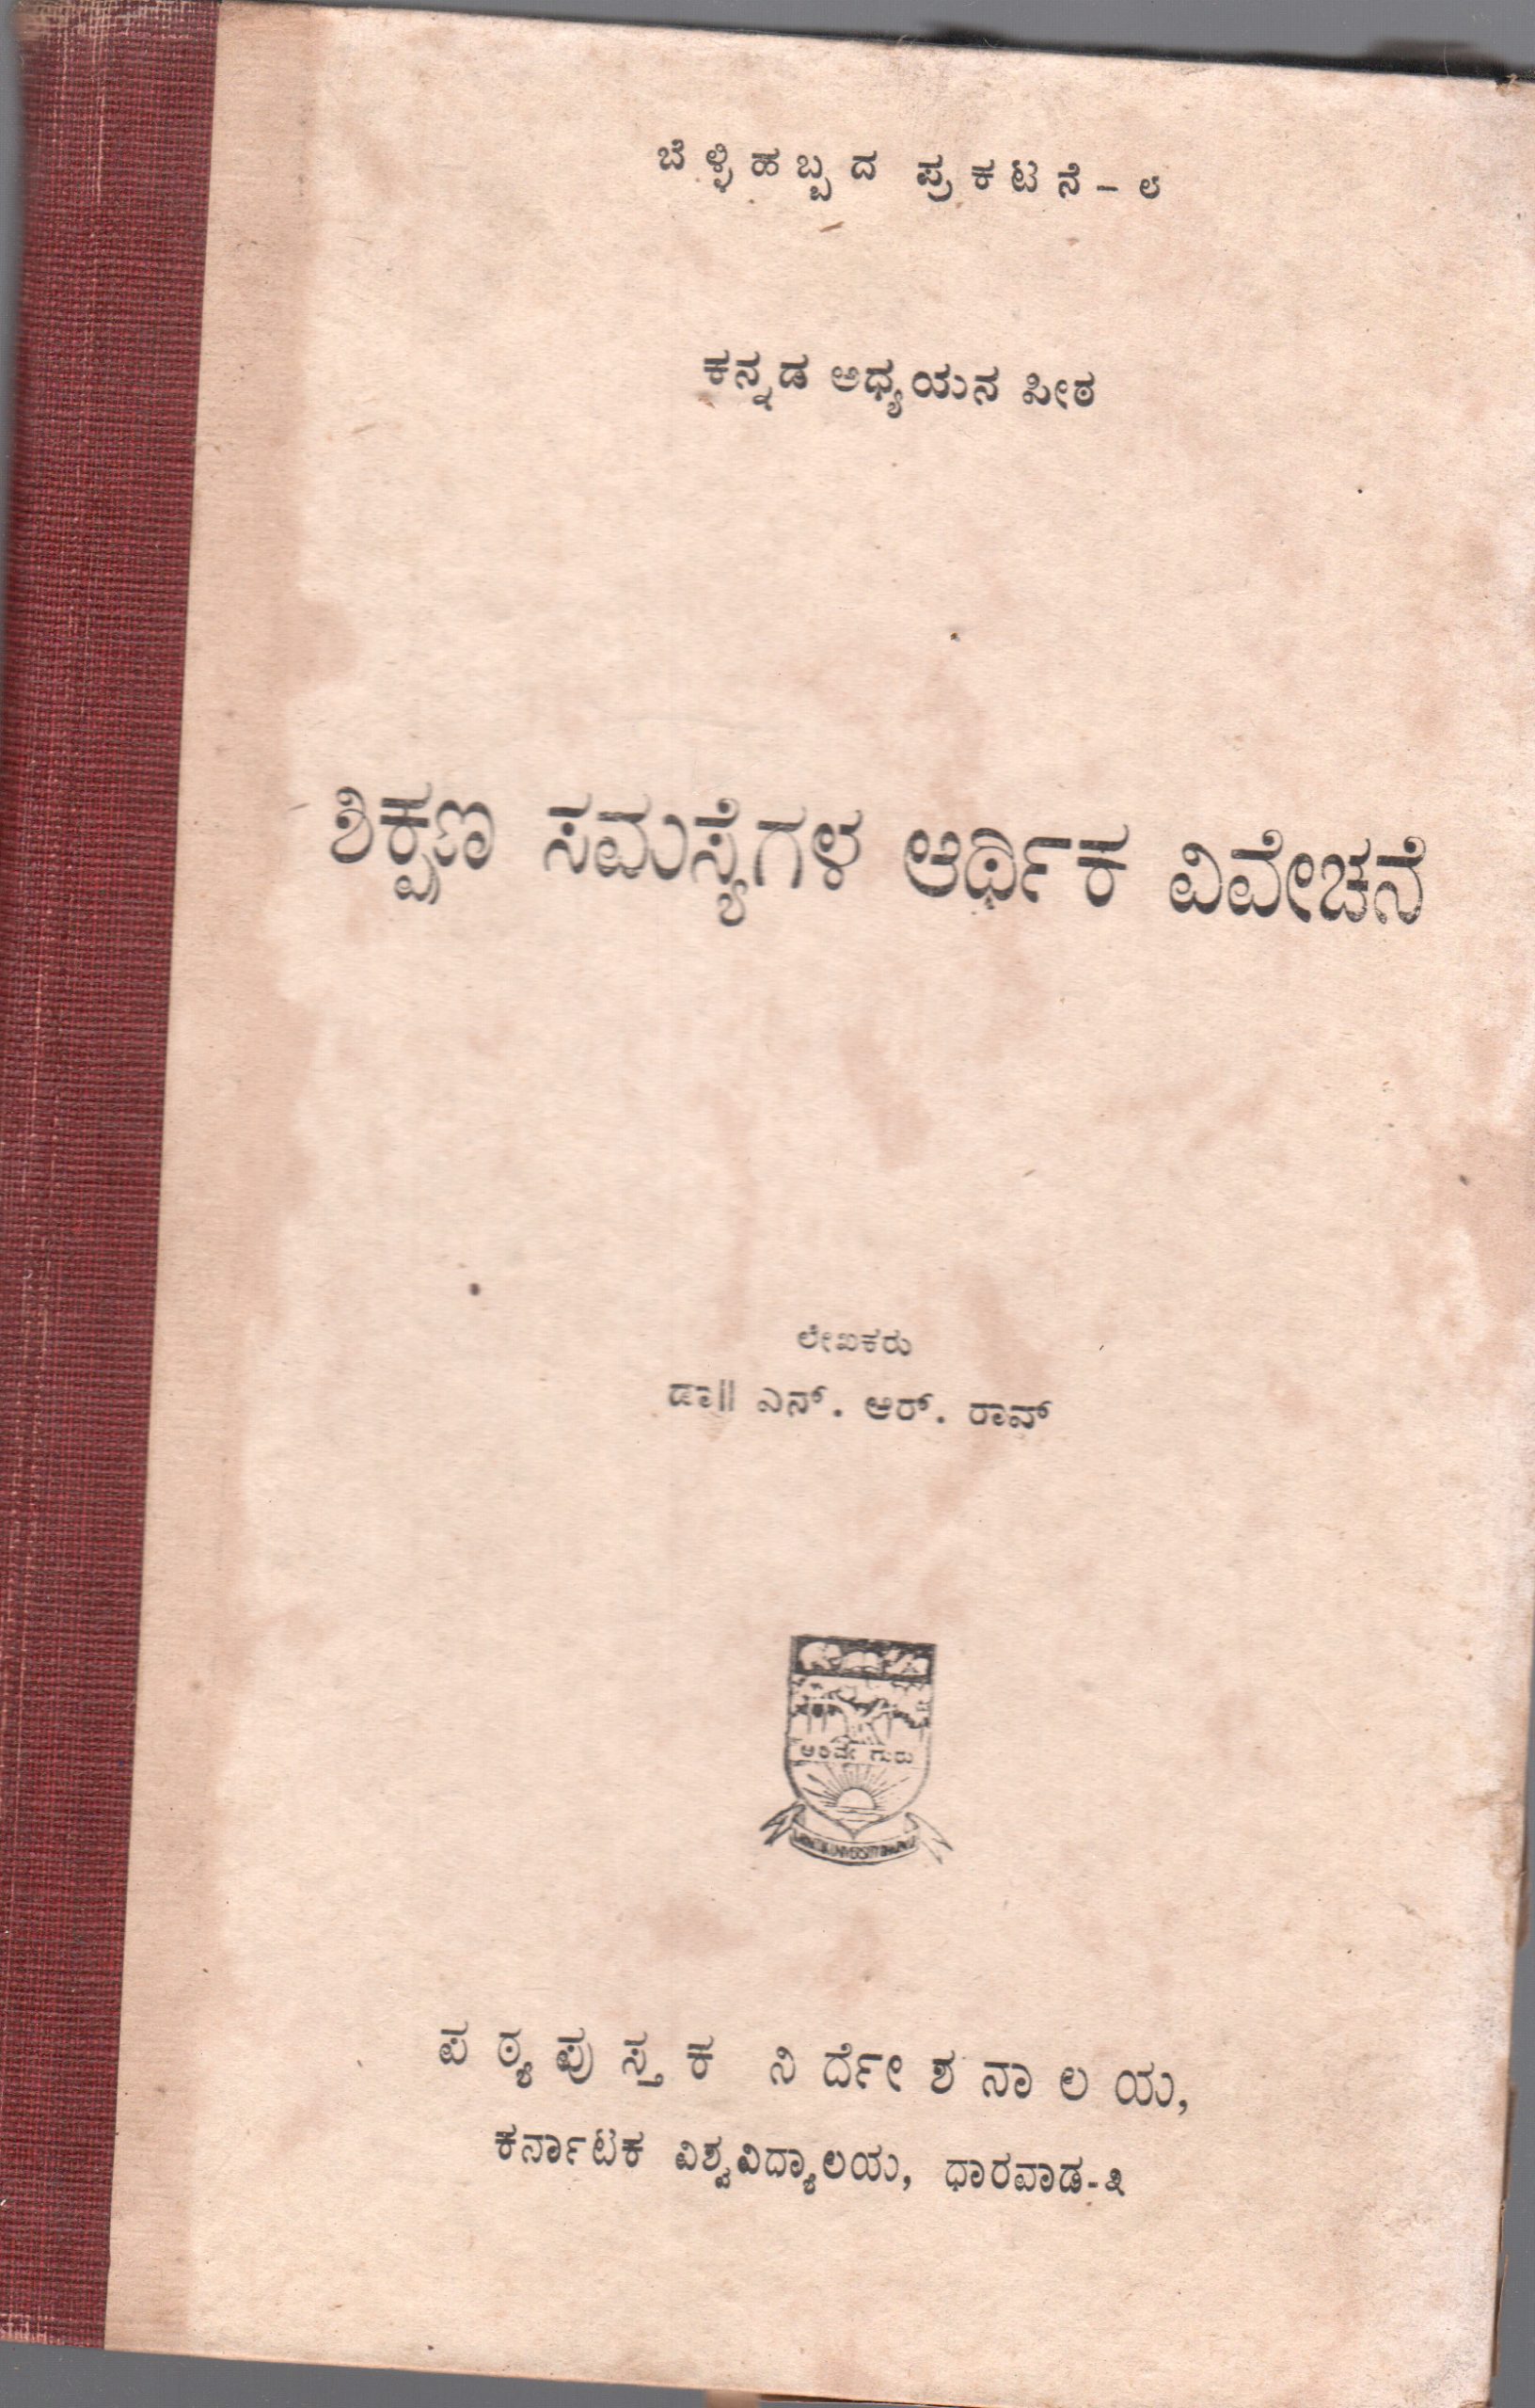 ಬೆಳ್ಳಿಹಬ್ಬದ ಪ್ರಕಟನೆ – ೮
ಕನ್ನಡ ಅಧ್ಯಯನ ಪೀಠ
ಶಿಕ್ಷಣ ಸಮಸ್ಯೆಗಳ ಆರ್ಥಿಕ ವಿವೇಚನೆ
ಲೇಖಕರು
ಡಾ॥ ಎನ್. ಆರ್. ರಾವ್
ಅರಿವೇ ಗುರು
ಪಠ್ಯಪುಸ್ತಕ ನಿರ್ದೇಶನಾಲಯ,
ಕರ್ನಾಟಕ ವಿಶ್ವವಿದ್ಯಾಲಯ, ಧಾರವಾಡ-೩